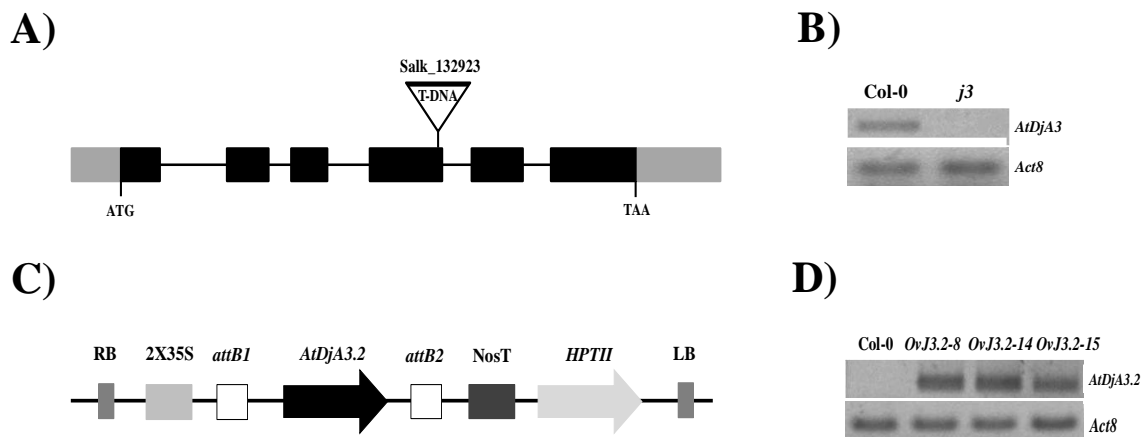 A)
Salk_132923
T-DNA
ATG
TAA
B)
Col-0 j3
AtDjA3
Act8
C)
RB 2X35S attB1 AtDjA3.2 attB2 NosT HPTII LB
D)
Col-0 OvJ3.2-8 OvJ3.2-14 OvJ3.2-15
AtDjA3.2
Act8